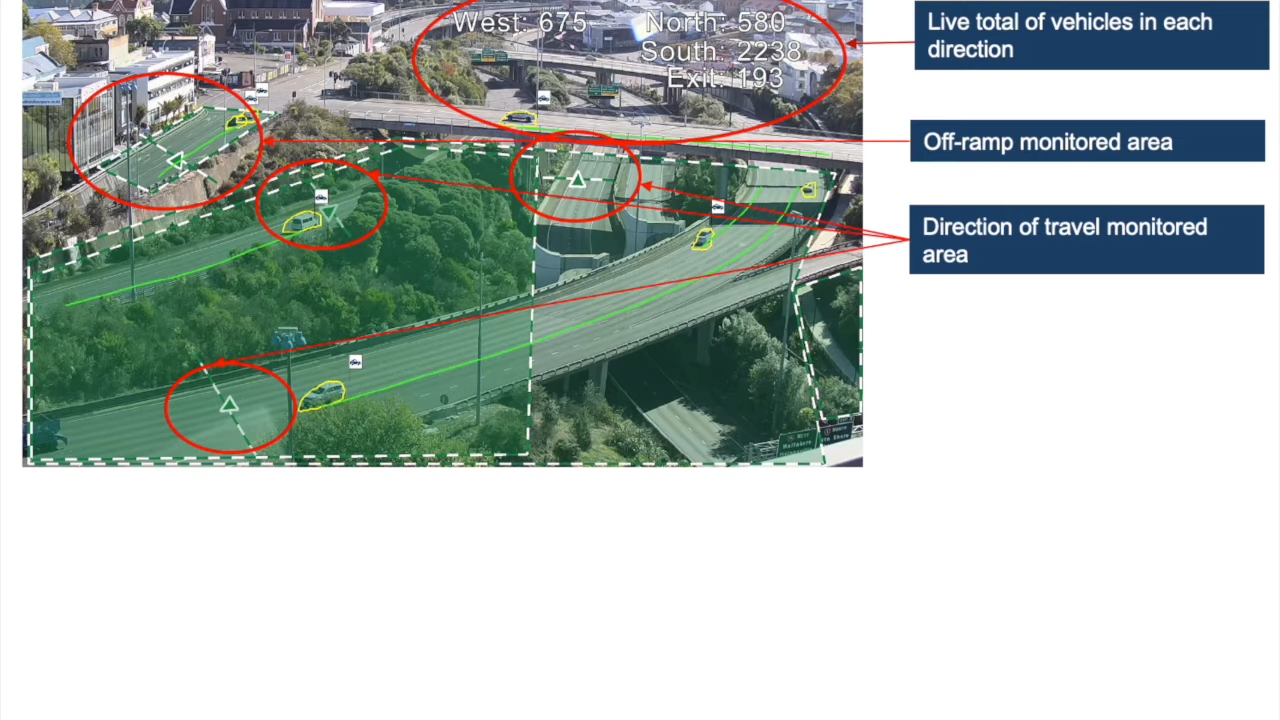 West: 675
North: 580
South: 2238
Exit: 193
Live total of vehicles in each
direction
Off-ramp monitored area
Direction of travel monitored
area